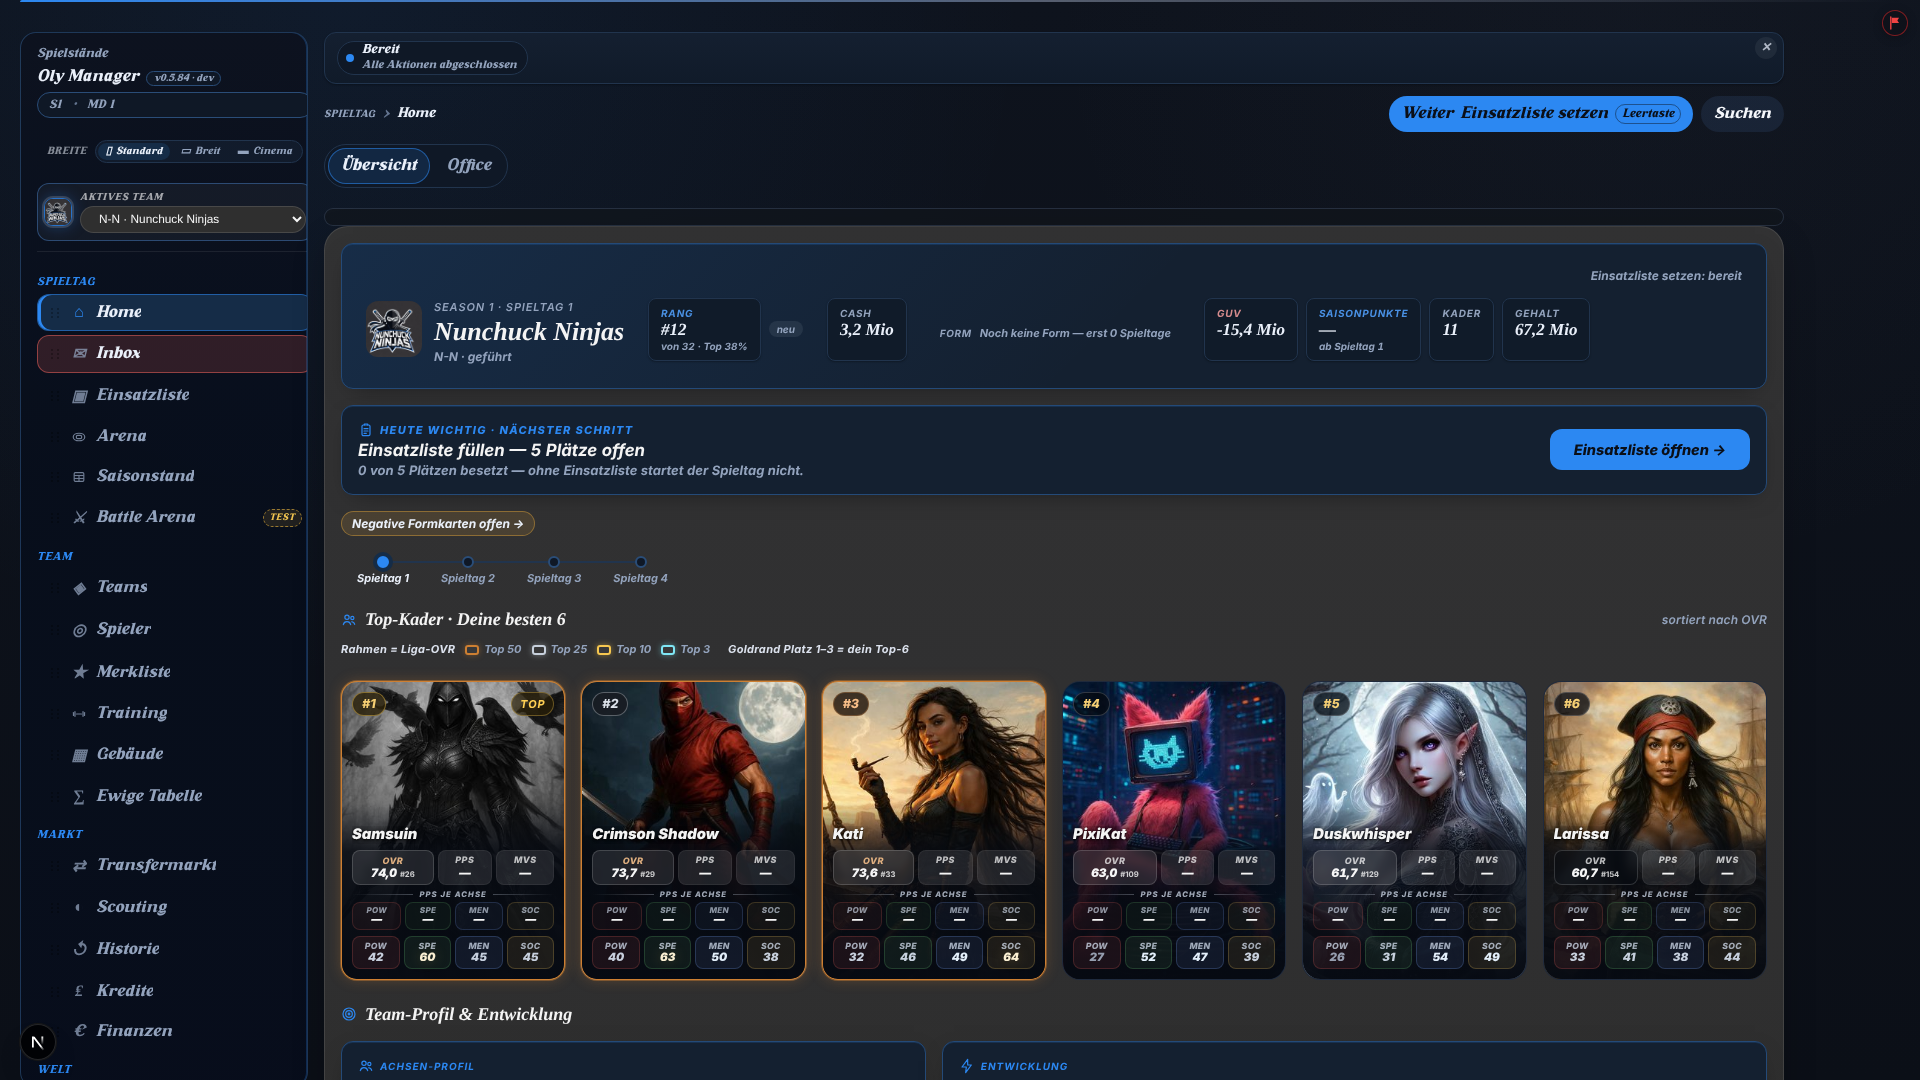 Spielstände
Oly Manager v0.5.84 · dev
S1 · MD 1
BREITE Standard Breit Cinema
AKTIVES TEAM
N-N · Nunchuck Ninjas
SPIELTAG
Home
Inbox
Einsatzliste
Arena
Saisonstand
Battle Arena TEST
TEAM
Teams
Spieler
Merkliste
Training
Gebäude
Ewige Tabelle
MARKT
Transfermarkt
Scouting
Historie
Kredite
Finanzen
WELT
Bereit
Alle Aktionen abgeschlossen
SPIELTAG › Home
Weiter Einsatzliste setzen Leertaste
Suchen
Übersicht Office
Einsatzliste setzen: bereit
NUNCHUCK NINJAS
SEASON 1 · SPIELTAG 1
Nunchuck Ninjas
N-N · geführt
RANG
#12
von 32 · Top 38%
neu
CASH
3,2 Mio
FORM Noch keine Form — erst 0 Spieltage
GUV
-15,4 Mio
SAISONPUNKTE
—
ab Spieltag 1
KADER
11
GEHALT
67,2 Mio
HEUTE WICHTIG · NÄCHSTER SCHRITT
Einsatzliste füllen — 5 Plätze offen
0 von 5 Plätzen besetzt — ohne Einsatzliste startet der Spieltag nicht.
Einsatzliste öffnen →
Negative Formkarten offen →
Spieltag 1 Spieltag 2 Spieltag 3 Spieltag 4
Top-Kader · Deine besten 6
sortiert nach OVR
Rahmen = Liga-OVR Top 50 Top 25 Top 10 Top 3 Goldrand Platz 1–3 = dein Top-6
#1 TOP
Samsuin
OVR PPS MVS
74,0 #26 — —
PPS JE ACHSE
POW SPE MEN SOC
— — — —
POW SPE MEN SOC
42 60 45 45
#2
Crimson Shadow
OVR PPS MVS
73,7 #29 — —
PPS JE ACHSE
POW SPE MEN SOC
— — — —
POW SPE MEN SOC
40 63 50 38
#3
Kati
OVR PPS MVS
73,6 #33 — —
PPS JE ACHSE
POW SPE MEN SOC
— — — —
POW SPE MEN SOC
32 46 49 64
#4
PixiKat
OVR PPS MVS
63,0 #109 — —
PPS JE ACHSE
POW SPE MEN SOC
— — — —
POW SPE MEN SOC
27 52 47 39
#5
Duskwhisper
OVR PPS MVS
61,7 #129 — —
PPS JE ACHSE
POW SPE MEN SOC
— — — —
POW SPE MEN SOC
26 31 54 49
#6
Larissa
OVR PPS MVS
60,7 #154 — —
PPS JE ACHSE
POW SPE MEN SOC
— — — —
POW SPE MEN SOC
33 41 38 44
Team-Profil & Entwicklung
ACHSEN-PROFIL
ENTWICKLUNG
N